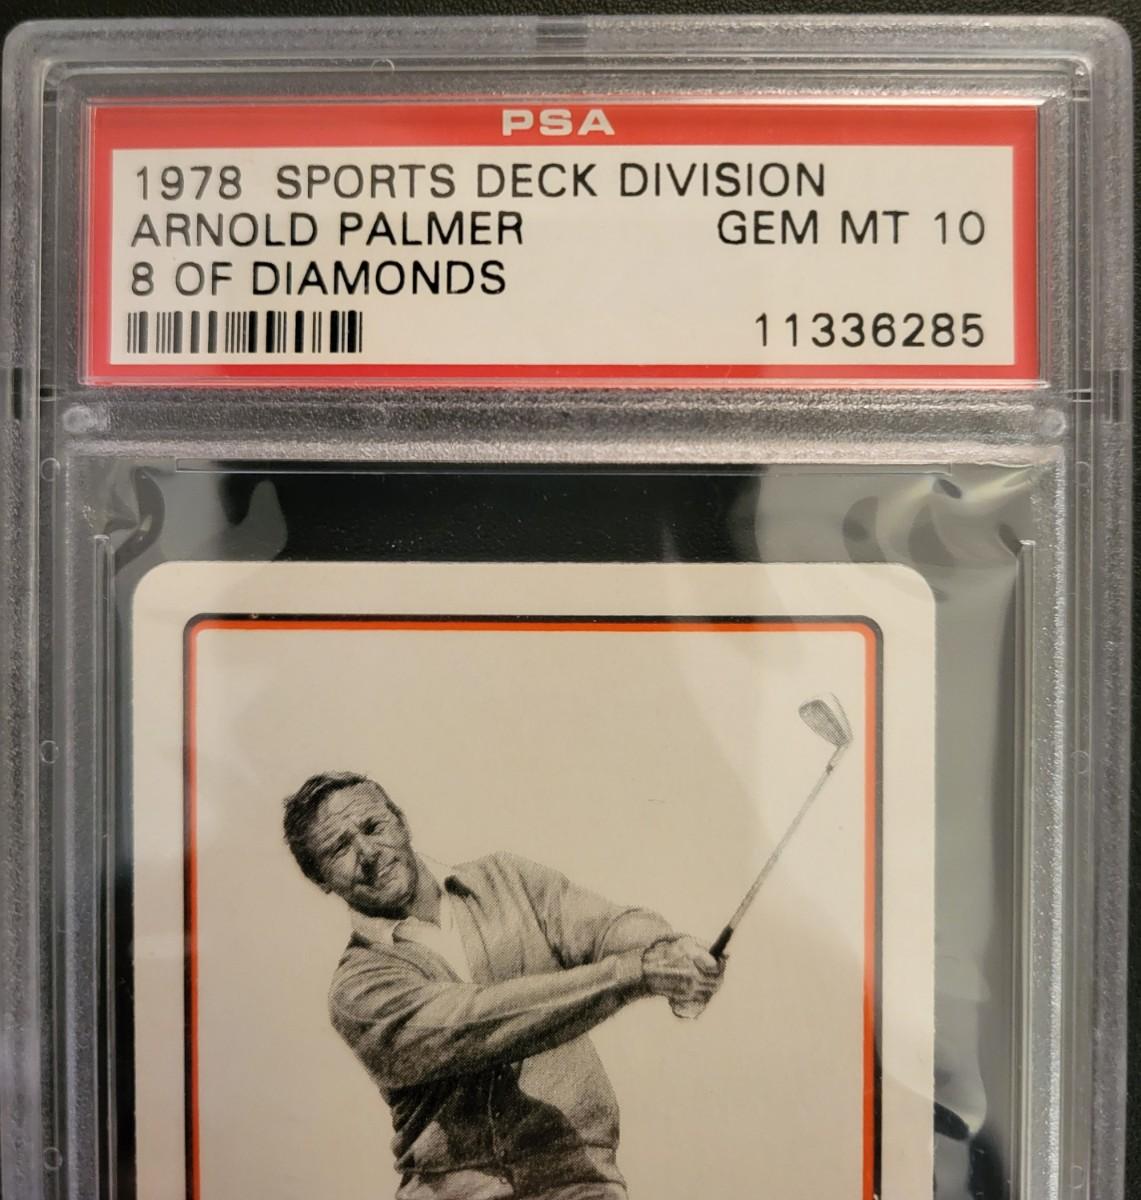 PSA
1978 SPORTS DECK DIVISION
ARNOLD PALMER GEM MT 10
8 OF DIAMONDS
11336285